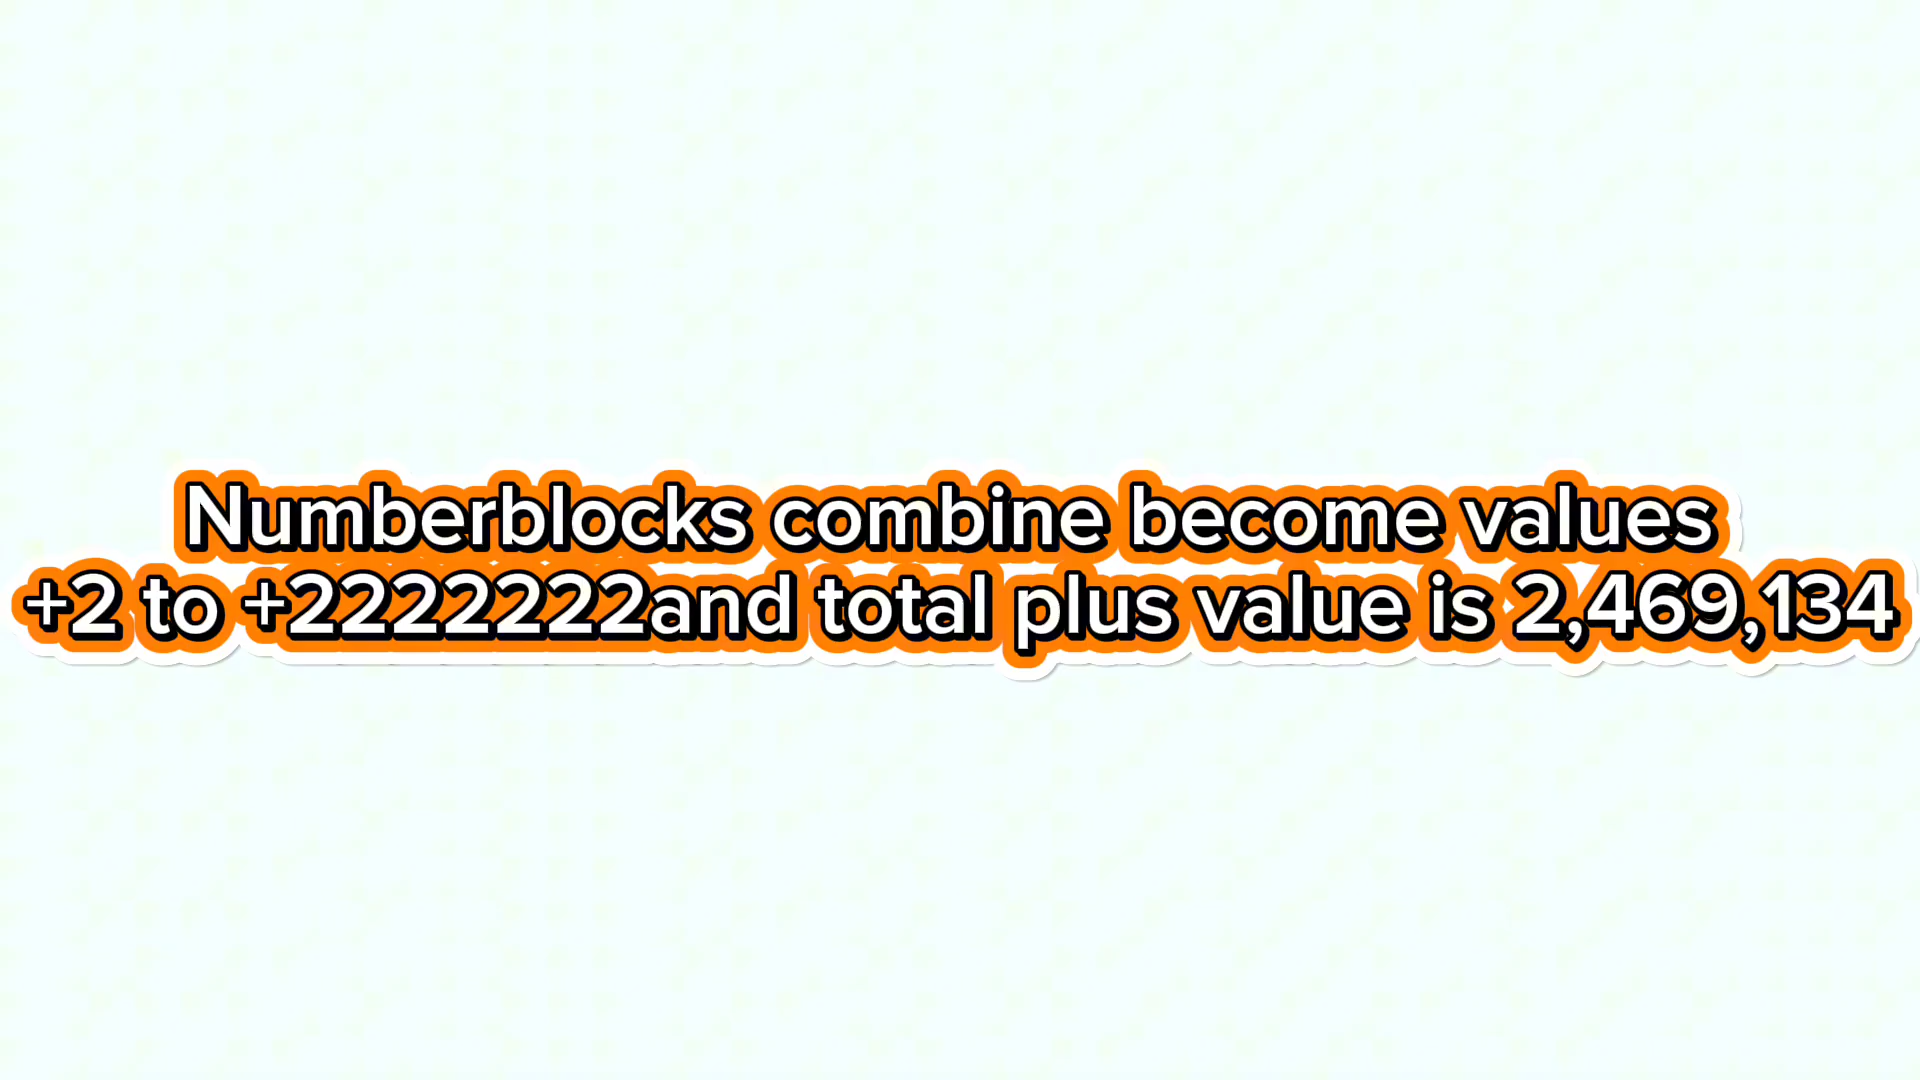 Numberblocks combine become values
+2 to +2222222and total plus value is 2,469,134